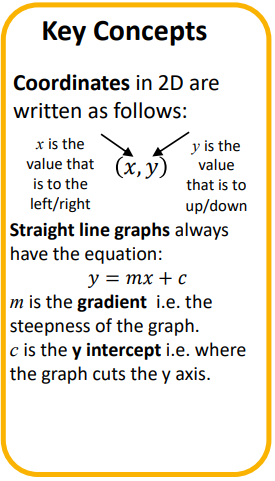 Key Concepts
Coordinates in 2D are
written as follows:
x is the
value that
is to the
left/right
(x, y)
y is the
value
that is to
up/down
Straight line graphs always
have the equation:
y = mx + c
m is the gradient i.e. the
steepness of the graph.
c is the y intercept i.e. where
the graph cuts the y axis.